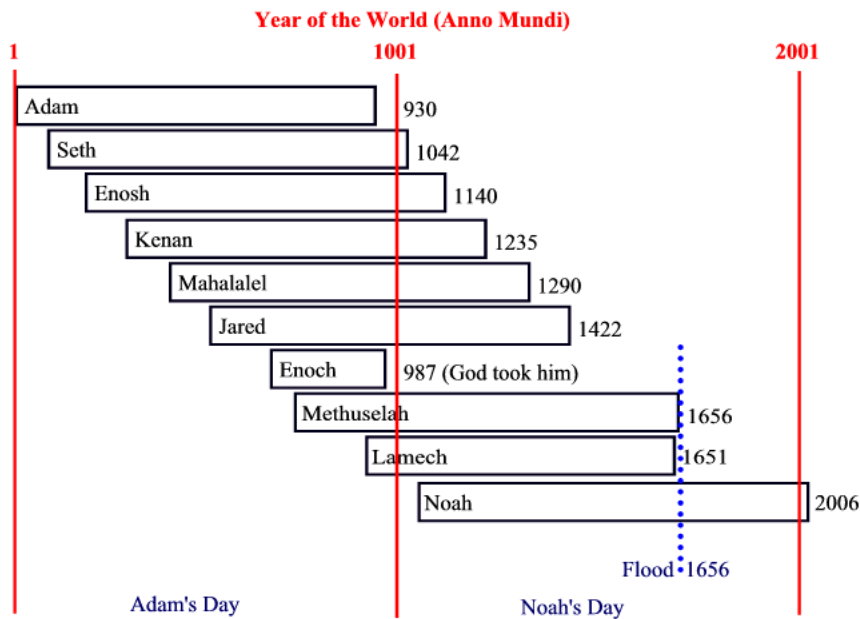 Year of the World (Anno Mundi)
1 1001 2001
Adam 930
Seth 1042
Enosh 1140
Kenan 1235
Mahalalel 1290
Jared 1422
Enoch 987 (God took him)
Methuselah 1656
Lamech 1651
Noah 2006
Flood 1656
Adam's Day Noah's Day